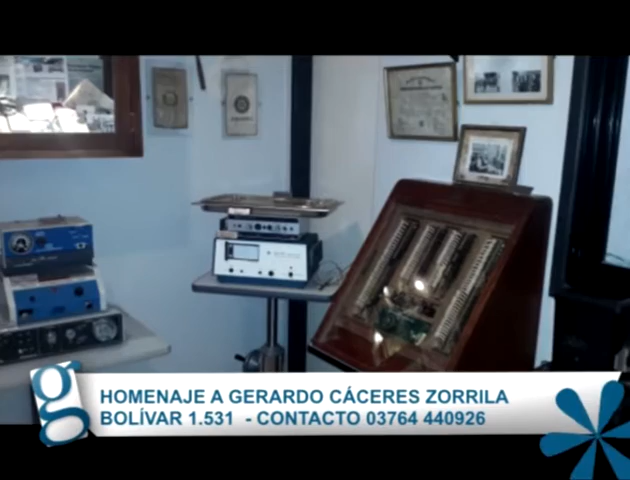 HOMENAJE A GERARDO CÁCERES ZORRILA
BOLÍVAR 1.531 - CONTACTO 03764 440926